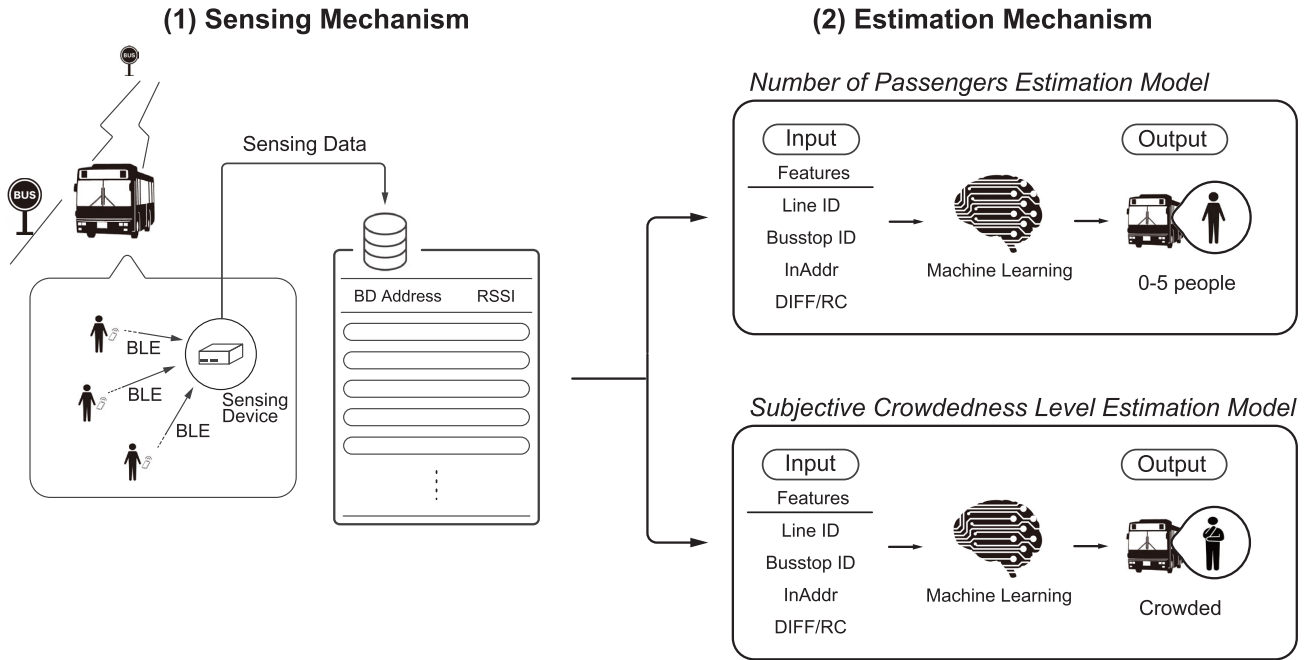 (1) Sensing Mechanism
BUS
BUS
Sensing Data
BD Address RSSI
BLE
BLE
BLE
Sensing
Device
(2) Estimation Mechanism
Number of Passengers Estimation Model
Input
Features
Line ID
Busstop ID
InAddr
DIFF/RC
Machine Learning
Output
0-5 people
Subjective Crowdedness Level Estimation Model
Input
Features
Line ID
Busstop ID
InAddr
DIFF/RC
Machine Learning
Output
Crowded